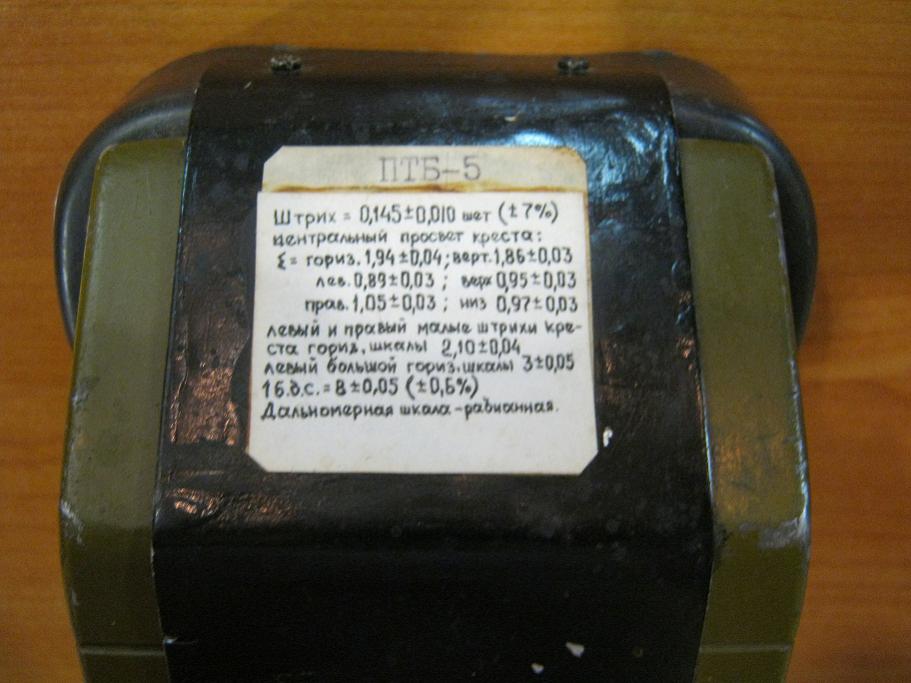 ПТБ-5
Штрих = 0,145±0,010 шет (±7%)
центральный просвет креста:
ξ= гориз. 1,94±0,04; верт. 1,86±0,03
лев. 0,89±0,03 ; верх 0,95±0,03
прав. 1,05±0,03 ; низ 0,97±0,03
левый и правый малые штрихи кре-
ста гориз. шкалы 2,10±0,04
левый большой гориз. шкалы 3±0,05
1б.д.с. = 8±0,05 (±0,6%)
Дальномерная шкала-радианная.